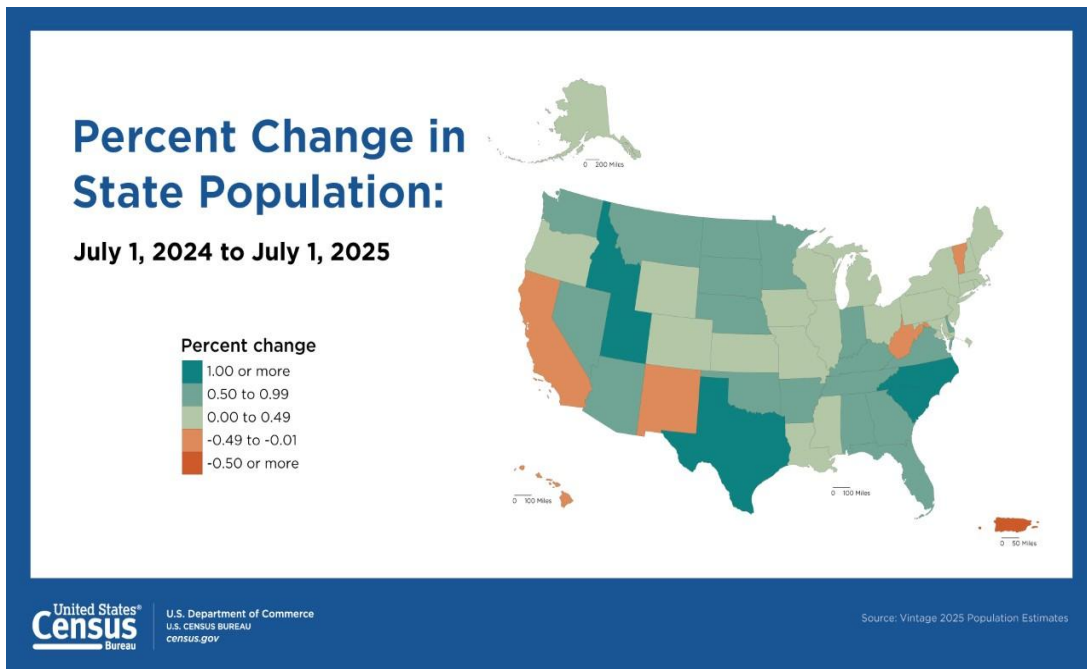 Percent Change in
State Population:
July 1, 2024 to July 1, 2025
Percent change
1.00 or more
0.50 to 0.99
0.00 to 0.49
-0.49 to -0.01
-0.50 or more
0 200 Miles
0 100 Miles
0 100 Miles
0 50 Miles
United States®
Census
Bureau
U.S. Department of Commerce
U.S. CENSUS BUREAU
census.gov
Source: Vintage 2025 Population Estimates